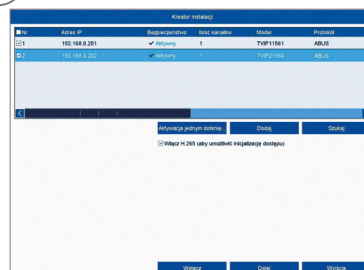 Kreator instalacji
Nr Adres IP Bezpieczeństwo Ilość kanałów Model Protokół
1 192.168.0.201 Aktywny 1 TVIP11561 ABUS
2 192.168.0.202 Aktywny 1 TVIP21560 ABUS
Aktywacja jednym dotknię... Dodaj Szukaj
Włącz H.265 (aby umożliwić inicjalizację dostępu)
Wstecz Dalej Wyjście